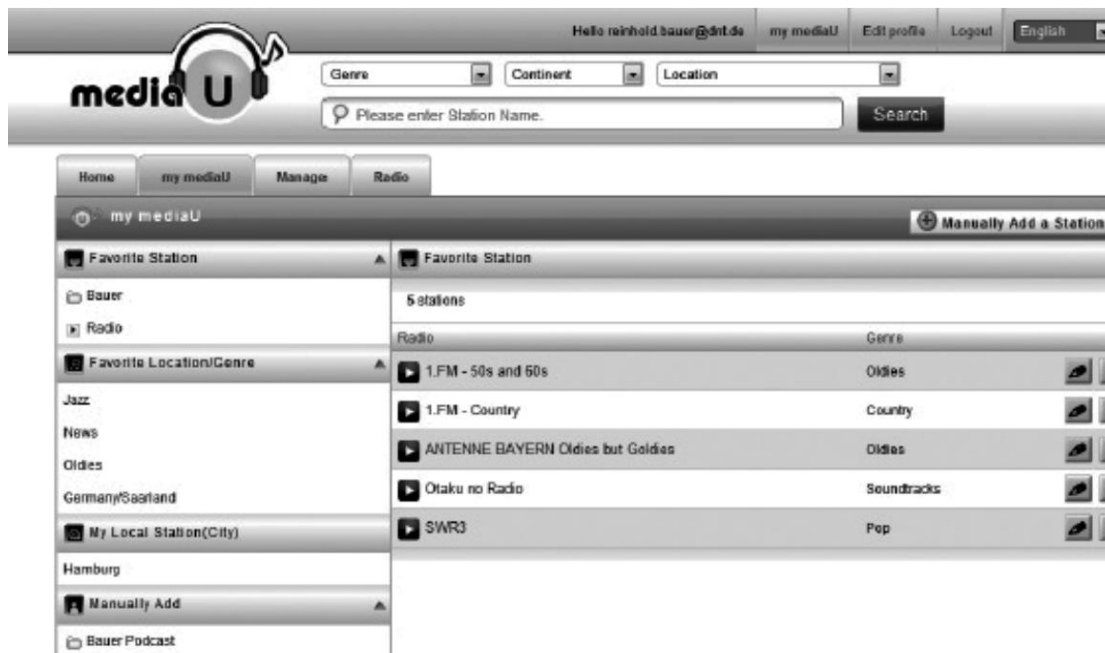 Hello reinhold.bauer@dnt.de my mediaU Edit profile Logout English
media U
Genre Continent Location
Please enter Station Name. Search
Home my mediaU Manager Radio
my mediaU Manually Add a Station
Favorite Station
Bauer
Radio
Favorite Location/Genre
Jazz
News
Oldies
Germany/Saarland
My Local Station(City)
Hamburg
Manually Add
Bauer Podcast
Favorite Station
5 stations
Radio Genre
1.FM - 50s and 60s Oldies
1.FM - Country Country
ANTENNE BAYERN Oldies but Goldies Oldies
Otaku no Radio Soundtracks
SWR3 Pop